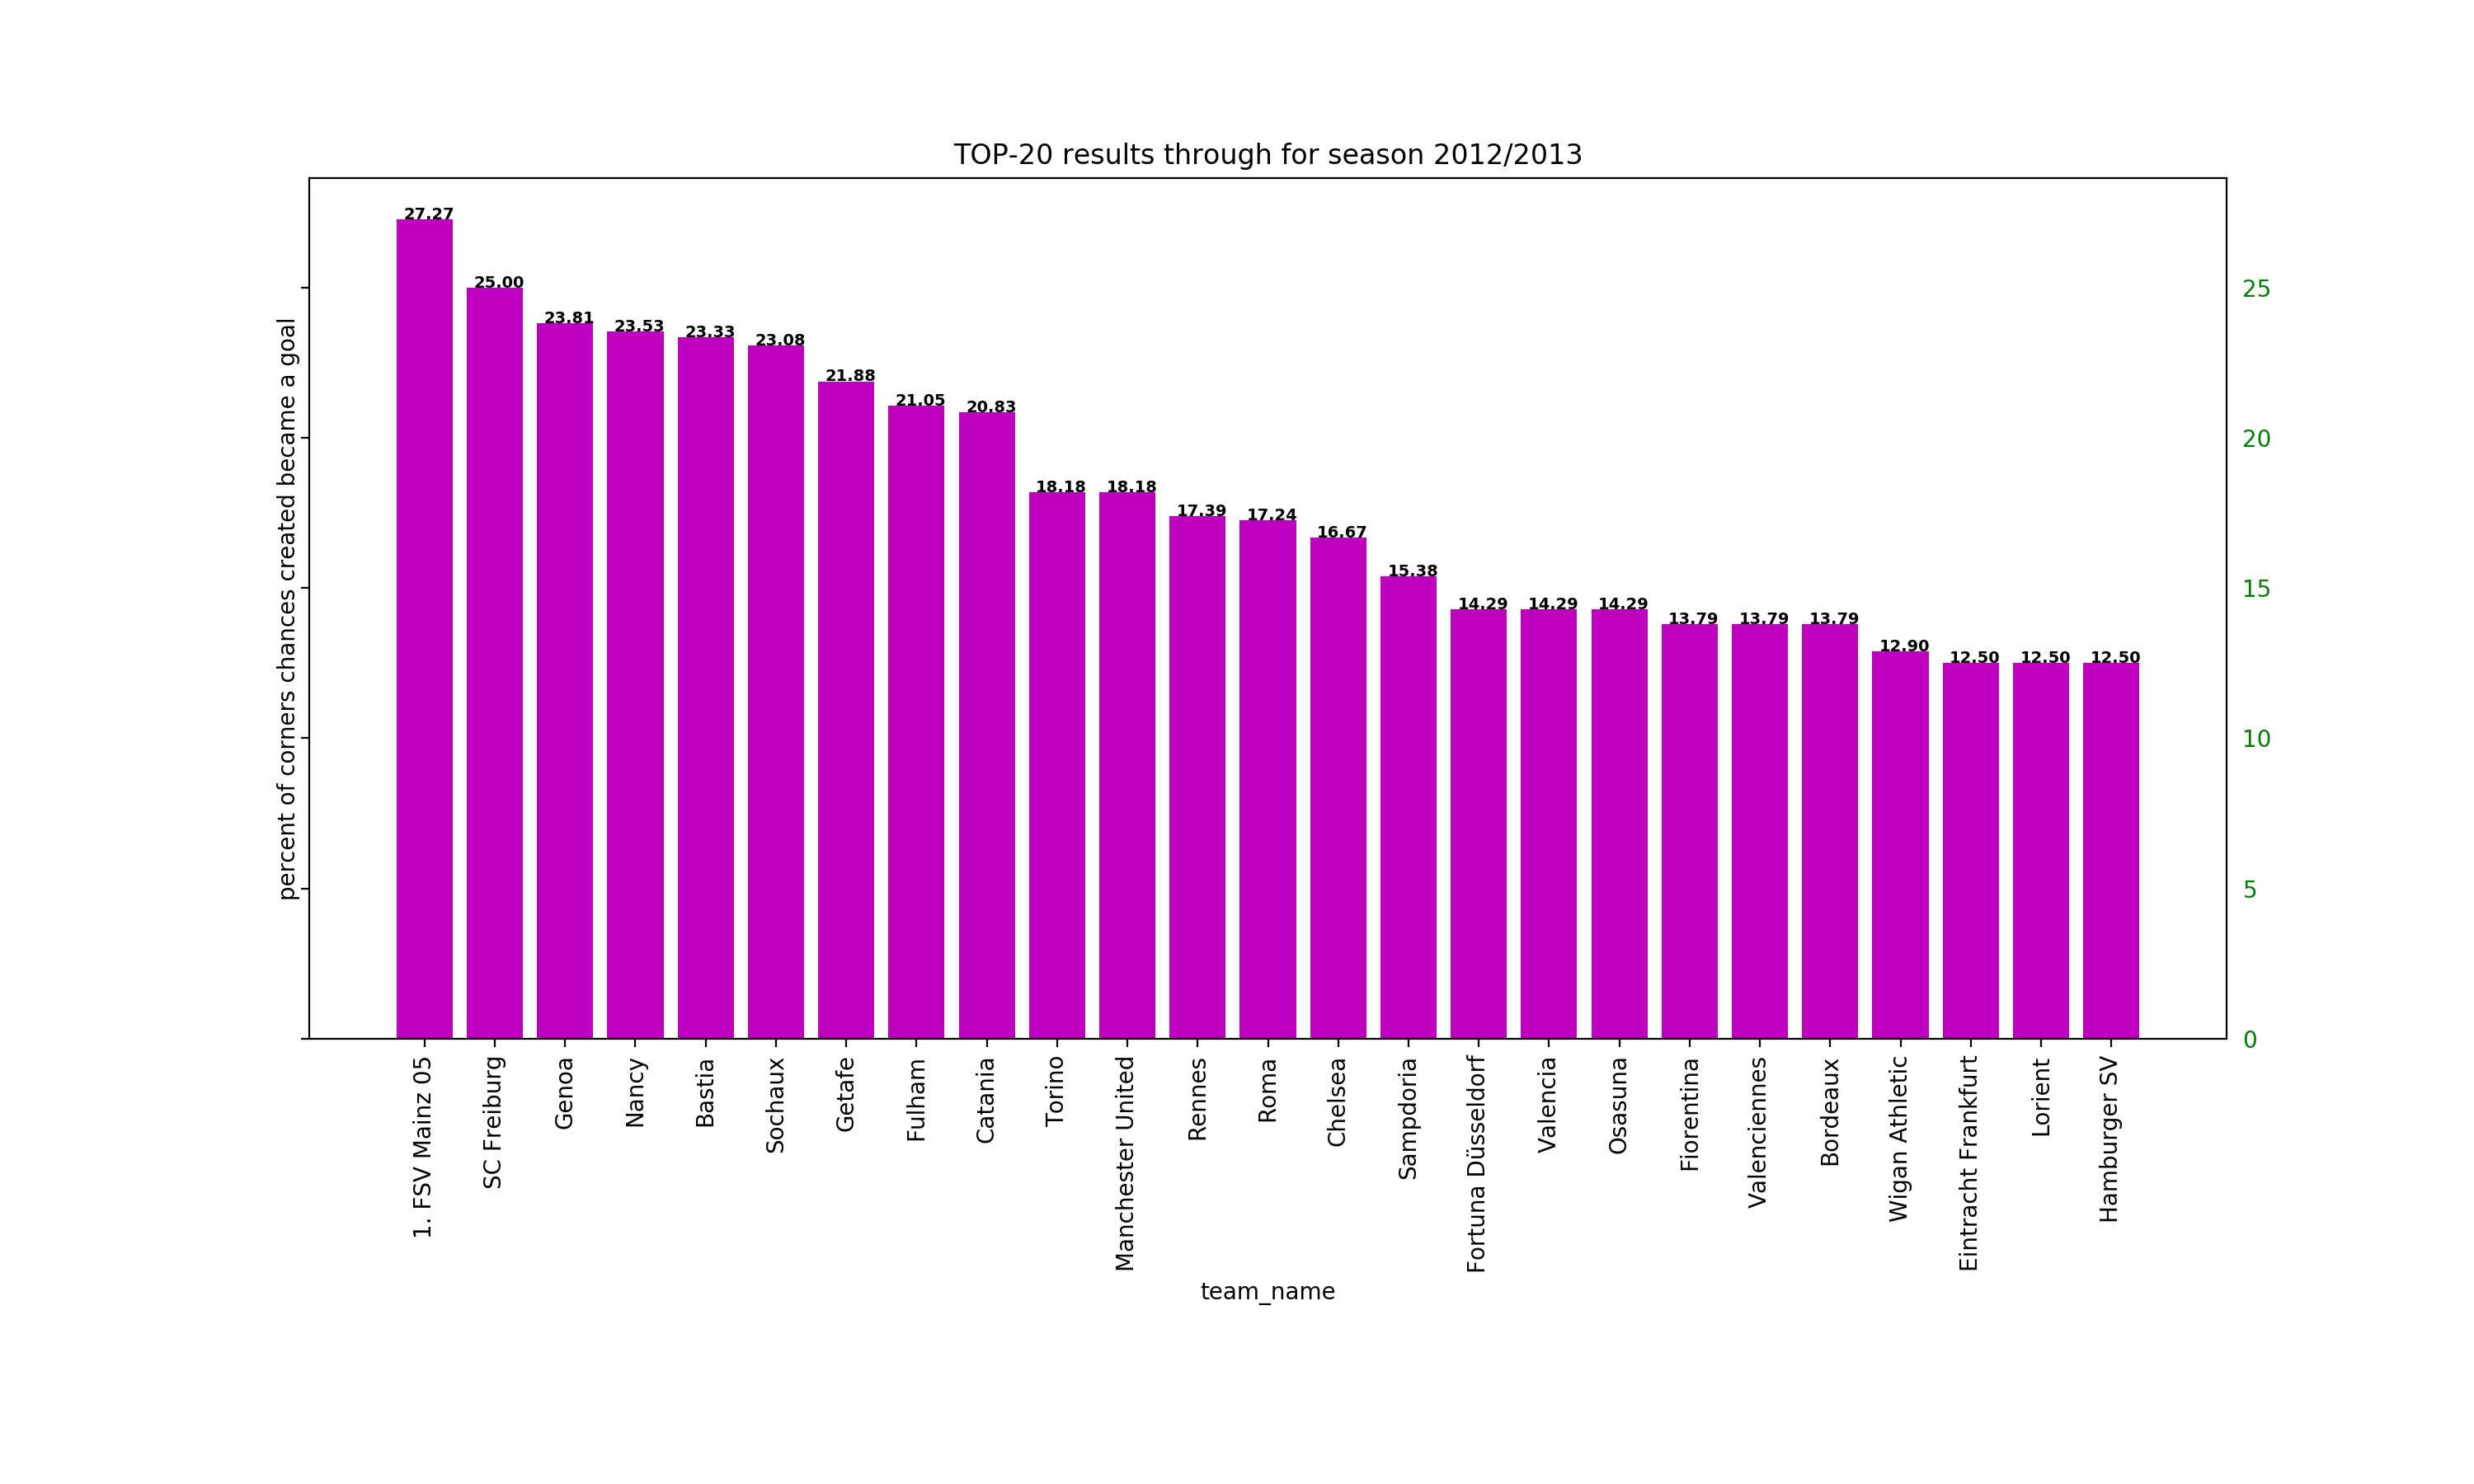 TOP-20 results through for season 2012/2013
percent of corners chances created became a goal
27.27
25.00
23.81
23.53
23.33
23.08
21.88
21.05
20.83
18.18
18.18
17.39
17.24
16.67
15.38
14.29
14.29
14.29
13.79
13.79
13.79
12.90
12.50
12.50
12.50
25
20
15
10
5
0
1. FSV Mainz 05
SC Freiburg
Genoa
Nancy
Bastia
Sochaux
Getafe
Fulham
Catania
Torino
Manchester United
Rennes
Roma
Chelsea
Sampdoria
Fortuna Düsseldorf
Valencia
Osasuna
Fiorentina
Valenciennes
Bordeaux
Wigan Athletic
Eintracht Frankfurt
Lorient
Hamburger SV
team_name